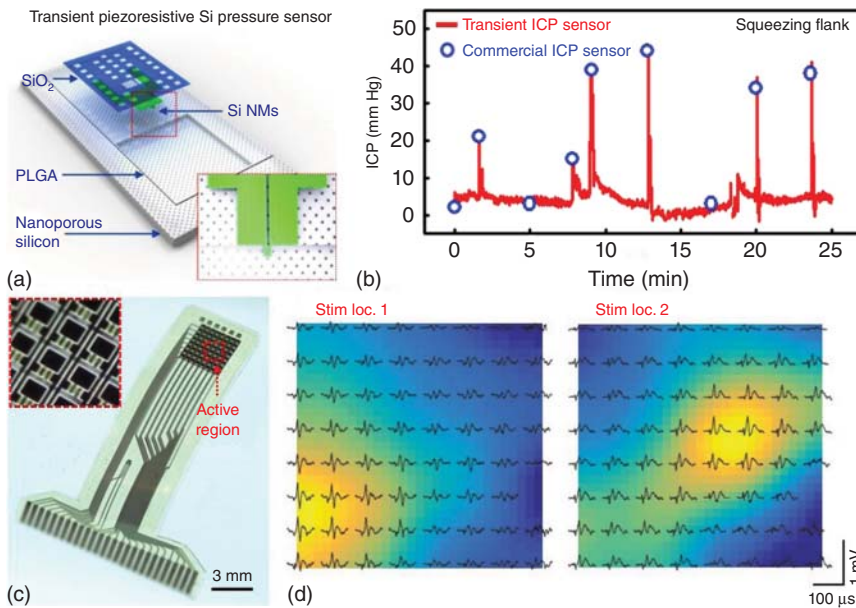 Transient piezoresistive Si pressure sensor
SiO2
Si NMs
PLGA
Nanoporous
silicon
(a)
Transient ICP sensor
Commercial ICP sensor
Squeezing flank
ICP (mm Hg)
50
40
30
20
10
0
0 5 10 15 20 25
Time (min)
(b)
Active
region
3 mm
(c)
Stim loc. 1
Stim loc. 2
1 mV
100 μs
(d)